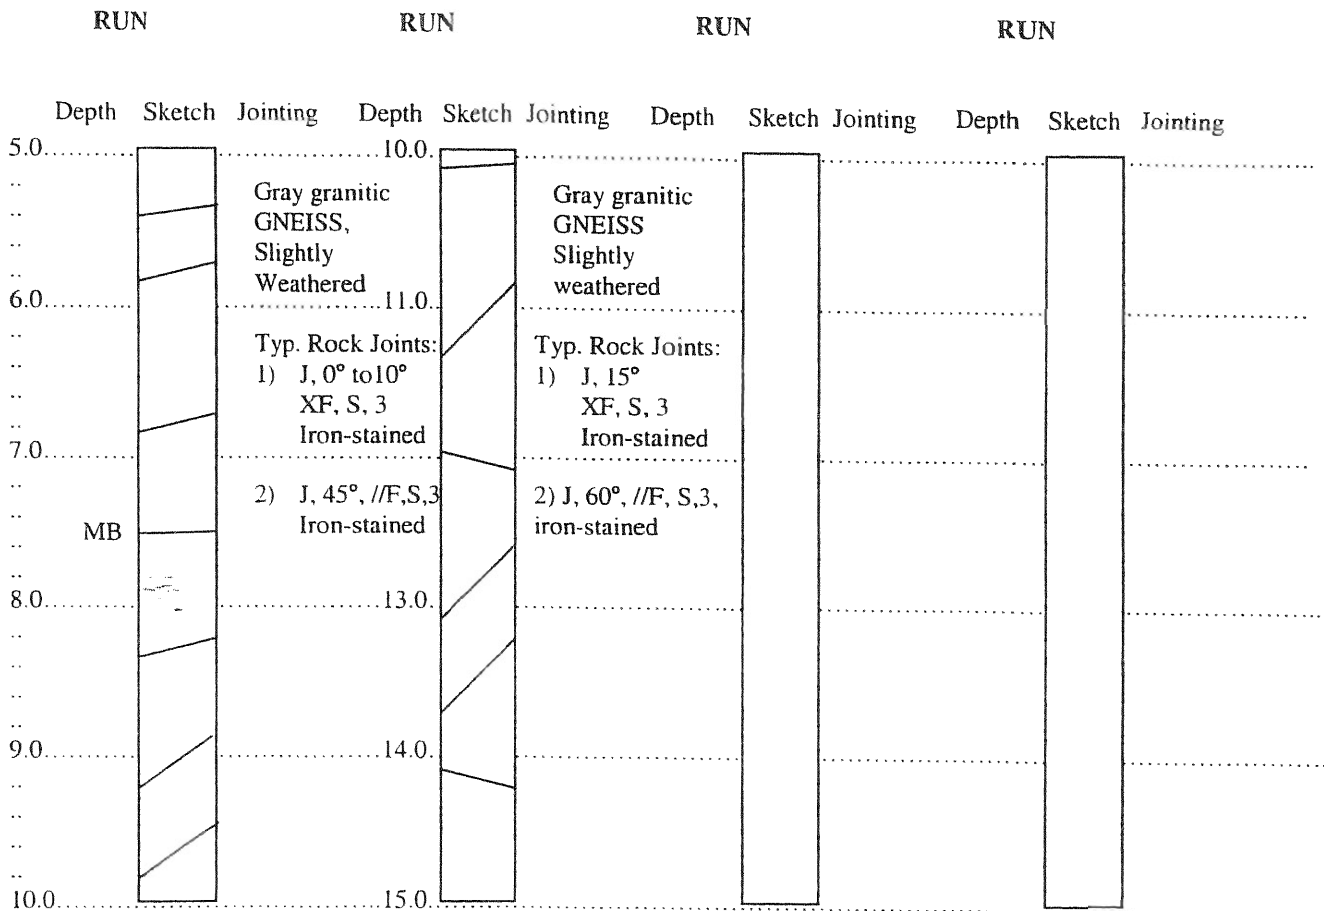 RUN RUN RUN RUN
Depth Sketch Jointing Depth Sketch Jointing Depth Sketch Jointing Depth Sketch Jointing
5.0 10.0
Gray granitic
GNEISS,
Slightly
Weathered
Gray granitic
GNEISS
Slightly
weathered
6.0 11.0
Typ. Rock Joints:
1) J, 0° to10°
XF, S, 3
Iron-stained
Typ. Rock Joints:
1) J, 15°
XF, S, 3
Iron-stained
7.0
2) J, 45°, //F,S,3
Iron-stained
2) J, 60°, //F, S,3,
iron-stained
MB
8.0 13.0
9.0 14.0
10.0 15.0